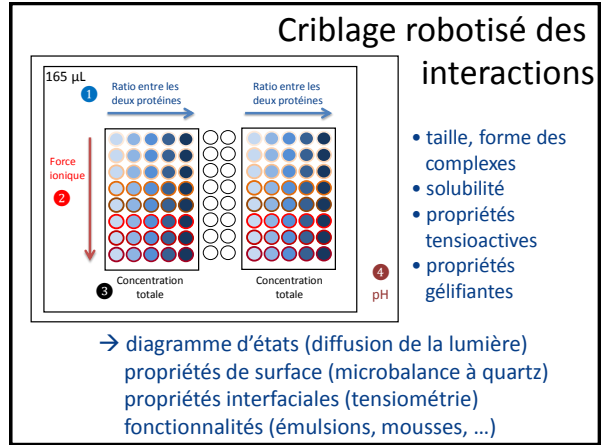 Criblage robotisé des
interactions
165 µL
1
Ratio entre les
deux protéines
Ratio entre les
deux protéines
Force
ionique
2
3
Concentration
totale
Concentration
totale
4
pH
• taille, forme des
complexes
• solubilité
• propriétés
tensioactives
• propriétés
gélifiantes
→ diagramme d'états (diffusion de la lumière)
propriétés de surface (microbalance à quartz)
propriétés interfaciales (tensiométrie)
fonctionnalités (émulsions, mousses, …)